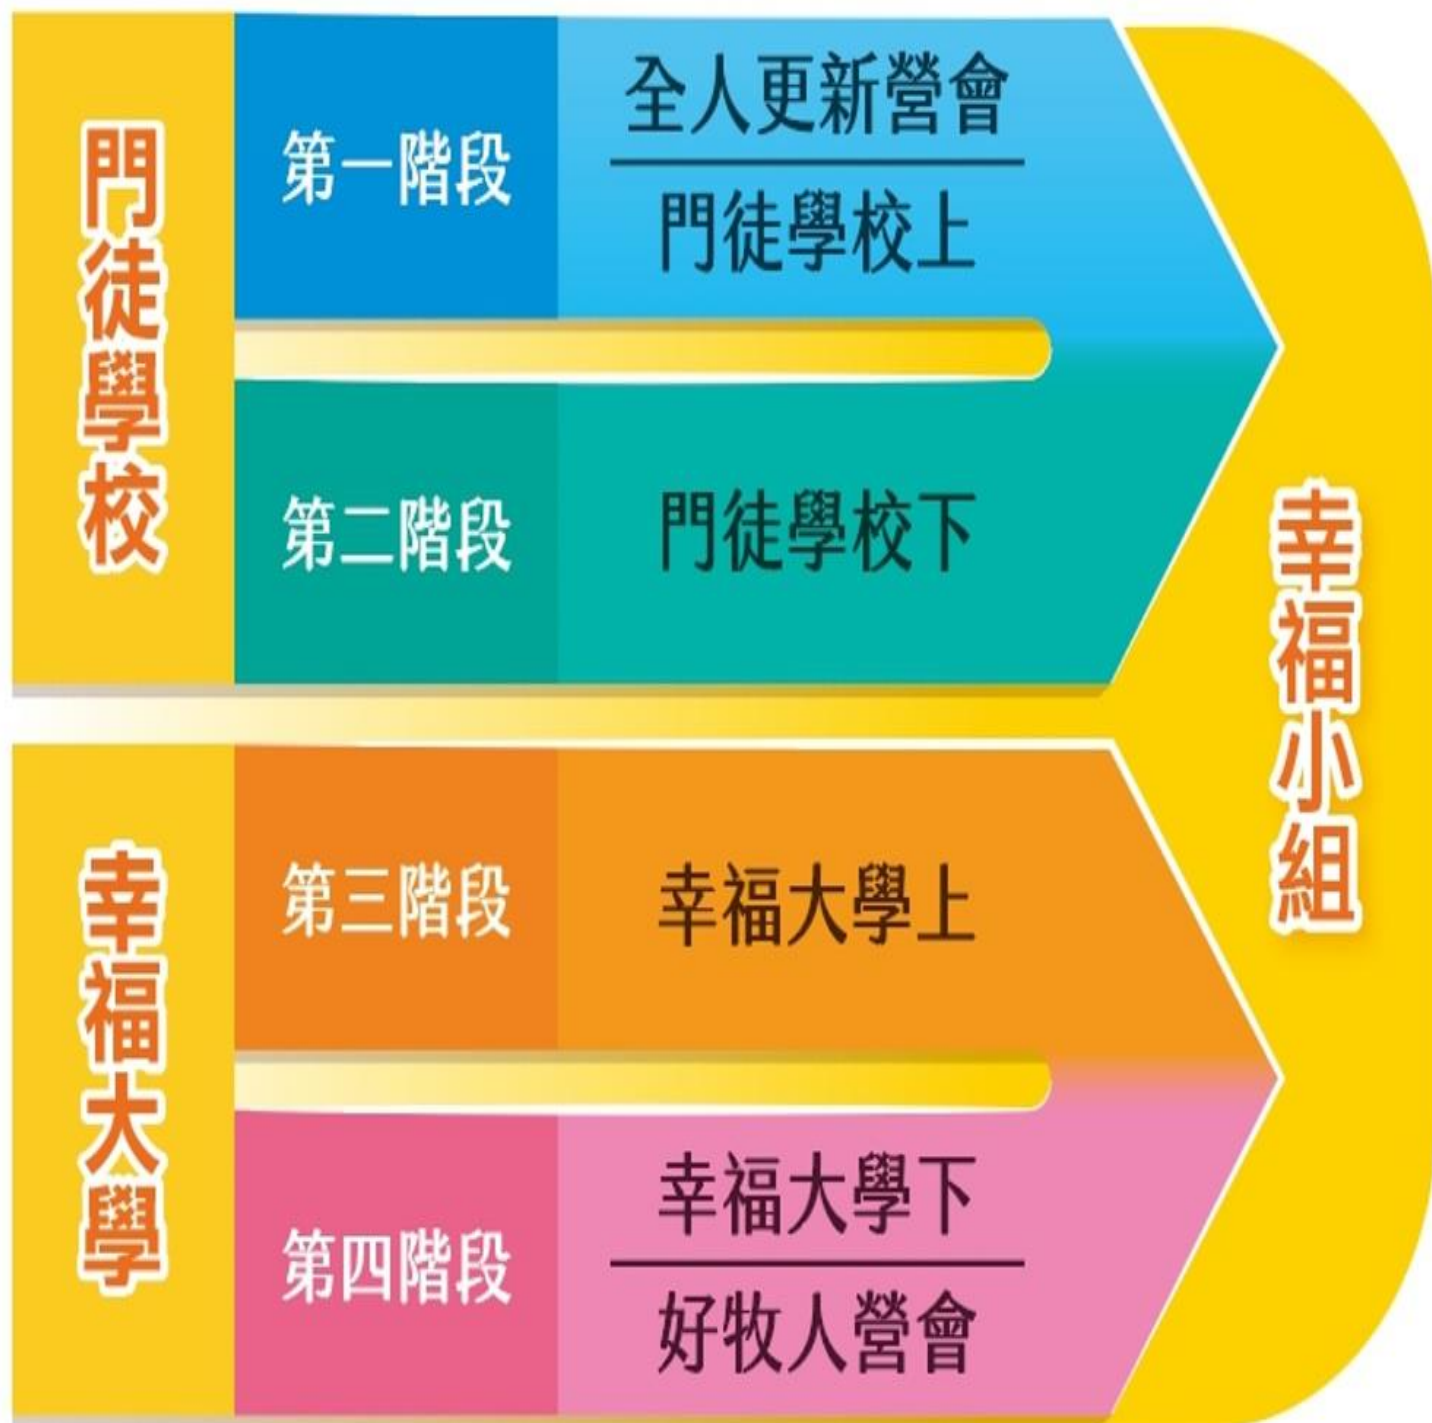 門徒學校
第一階段
全人更新營會
門徒學校上
第二階段
門徒學校下
幸福大學
第三階段
幸福大學上
第四階段
幸福大學下
好牧人營會
幸福小組